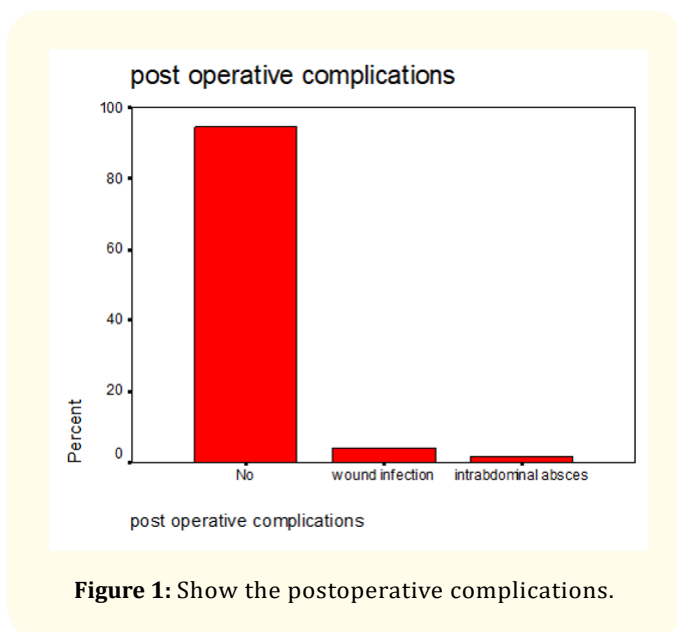 post operative complications
100
80
60
40
20
0
Percent
No wound infection intrabdominal absces
post operative complications
Figure 1: Show the postoperative complications.